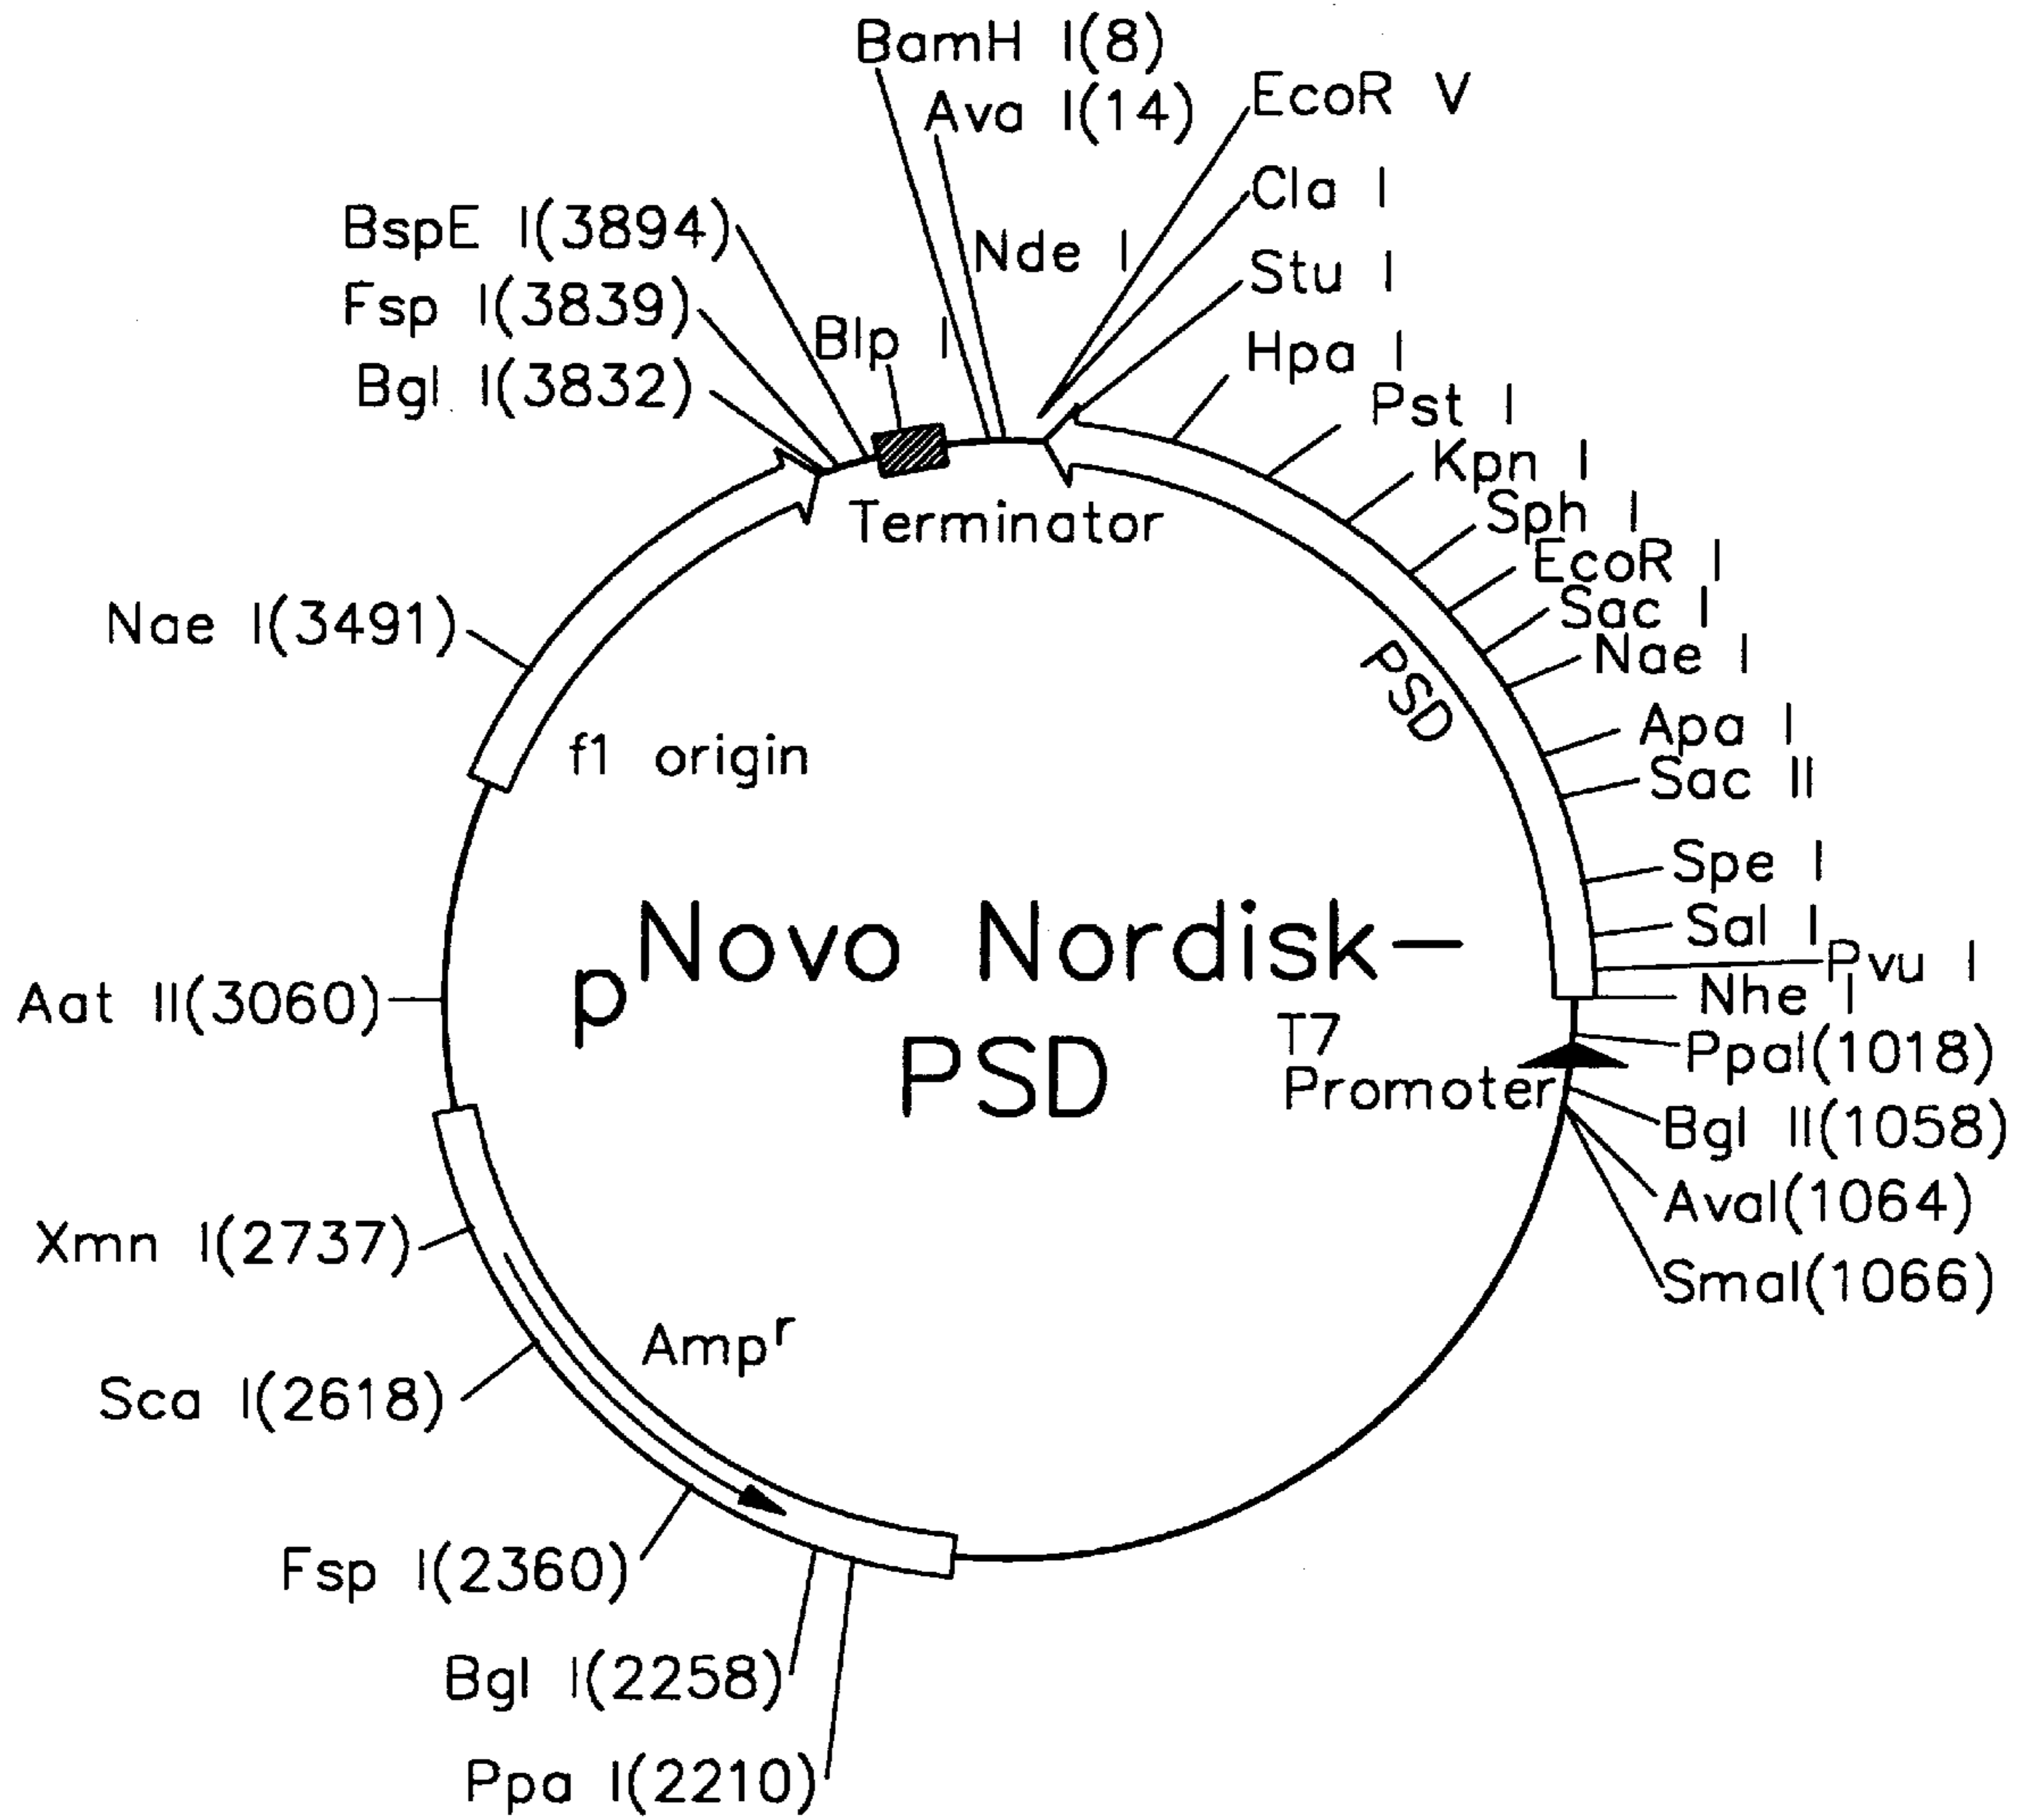 BamH I(8)
Ava I(14)
EcoR V
Cla I
Nde I
Stu I
BspE I(3894)
Fsp I(3839)
Bgl I(3832)
Blp I
Hpa I
Pst I
Kpn I
Sph I
EcoR I
Sac I
Nae I
Terminator
Nae I(3491)
PSD
Apa I
Sac II
f1 origin
Spe I
Sal I
Pvu I
Nhe I
PpaI(1018)
Aat II(3060)
pNovo Nordisk-
PSD
T7
Promoter
Bgl II(1058)
AvaI(1064)
SmaI(1066)
Xmn I(2737)
Ampr
Sca I(2618)
Fsp I(2360)
Bgl I(2258)
Ppa I(2210)